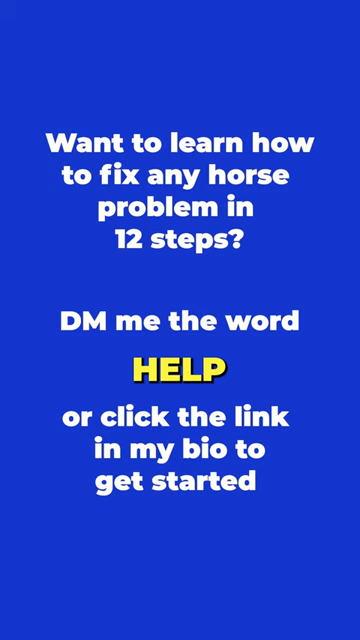 Want to learn how
to fix any horse
problem in
12 steps?
DM me the word
HELP
or click the link
in my bio to
get started